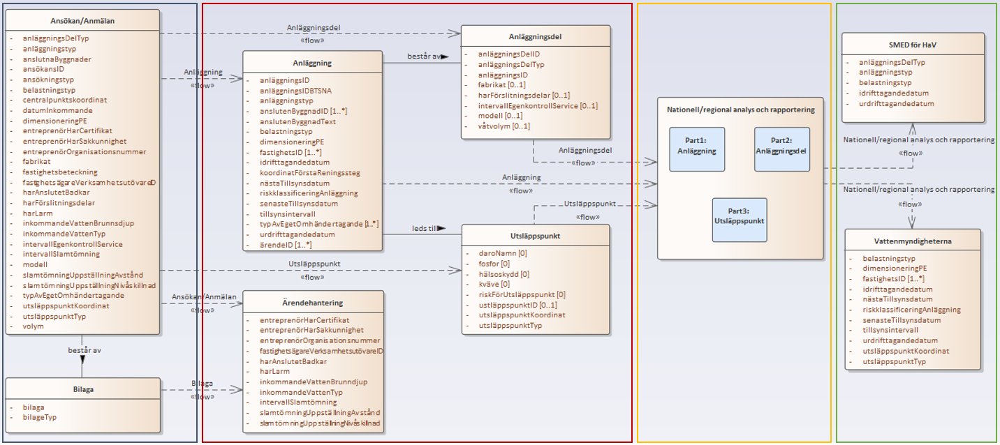 Ansökan/Anmälan
- anläggningsDelTyp
- anläggningstyp
- anslutnaByggnader
- ansökansID
- ansökningstyp
- belastningstyp
- centralpunktskoordinat
- datumInkommande
- dimensioneringPE
- entreprenörHarCertifikat
- entreprenörHarSakkunnighet
- entreprenörOrganisationsnummer
- fabrikat
- fastighetsbeteckning
- fastighetsägareVerksamhetsutövareID
- harAnslutetBadkar
- harFörslitningsdelar
- harLarm
- inkommandeVattenBrunnsdjup
- inkommandeVattenTyp
- intervallEgenkontrollService
- intervallSlamtömning
- modell
- slamtömningUppställningAvstånd
- slamtömningUppställningNivåskillnad
- typAvEgetOmhändertagande
- utsläppspunktKoordinat
- utsläppspunktTyp
- volym
består av
Bilaga
- bilaga
- bilageTyp
Anläggningsdel
«flow»
Anläggning
«flow»
Utsläppspunkt
«flow»
Ansökan/Anmälan
«flow»
Bilaga
«flow»
Anläggning
- anläggningsID
- anläggningsIDBTSNA
- anläggningstyp
- anslutenByggnadID [1..*]
- anslutenByggnadText
- belastningstyp
- dimensioneringPE
- fastighetsID [1..*]
- idrifttagandedatum
- koordinatFörstaReningssteg
- nästaTillsynsdatum
- riskklassificeringAnläggning
- senasteTillsynsdatum
- tillsynsintervall
- typAvEgetOmhändertagande [1..*]
- urdrifttagandedatum
- ärendeID [1..*]
Ärendehantering
- entreprenörHarCertifikat
- entreprenörHarSakkunnighet
- entreprenörOrganisationsnummer
- fastighetsägareVerksamhetsutövareID
- harAnslutetBadkar
- harLarm
- inkommandeVattenBrunndjup
- inkommandeVattenTyp
- intervallSlamtömning
- slamtömningUppställningAvstånd
- slamtömningUppställningNivåskillnad
består av
leds till
Anläggningsdel
- anläggningsDelID
- anläggningsDelTyp
- anläggningsID
- fabrikat [0..1]
- harFörslitningsdelar [0..1]
- intervallEgenkontrollService [0..1]
- modell [0..1]
- våtvolym [0..1]
Anläggningsdel
«flow»
Anläggning
«flow»
Utsläppspunkt
«flow»
Utsläppspunkt
- daroNamn [0]
- fosfor [0]
- hälsoskydd [0]
- kväve [0]
- riskFörUtsläppspunkt [0]
- ustläppspunktID [0..1]
- utsläppspunktKoordinat
- utsläppspunktTyp
Nationell/regional analys och rapportering
Part1:
Anläggning
Part2:
Anläggningsdel
Part3:
Utsläppspunkt
SMED för HaV
- anläggningsDelTyp
- anläggningstyp
- belastningstyp
- idrifttagandedatum
- urdrifttagandedatum
Nationell/regional analys och rapportering
«flow»
Nationell/regional analys och rapportering
«flow»
Vattenmyndigheterna
- belastningstyp
- dimensioneringPE
- fastighetsID [1..*]
- idrifttagandedatum
- nästaTillsynsdatum
- riskklassificeringAnläggning
- senasteTillsynsdatum
- tillsynsintervall
- urdrifttagandedatum
- utsläppspunktKoordinat
- utsläppspunktTyp